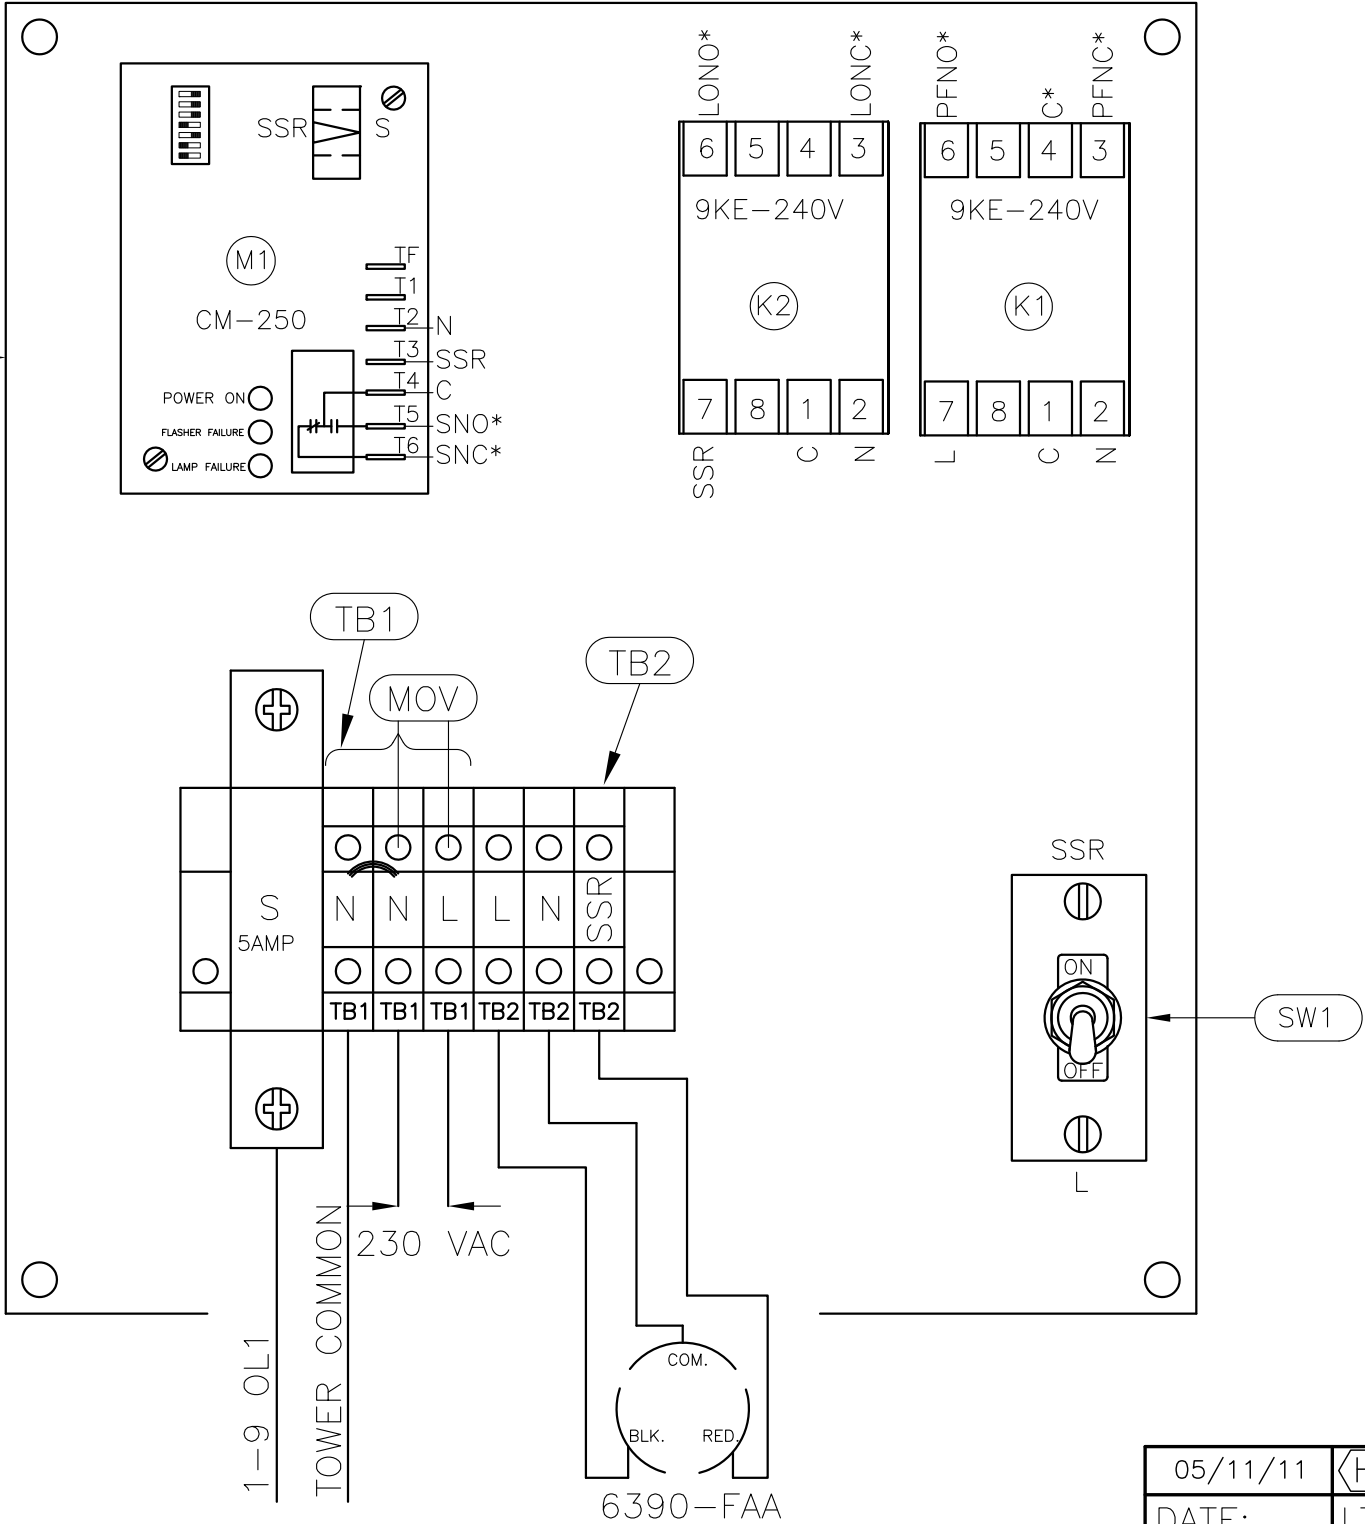 LONO*
LONC*
PFNO*
C*
PFNC*
SSR S
6 5 4 3
6 5 4 3
9KE-240V
9KE-240V
M1
CM-250
TF
T1
T2 N
T3 SSR
T4 C
T5 SNO*
T6 SNC*
POWER ON
FLASHER FAILURE
LAMP FAILURE
K2
K1
7 8 1 2
7 8 1 2
SSR C N
L C N
TB1
MOV
TB2
S
5AMP
N N L L N SSR
TB1 TB1 TB1 TB2 TB2 TB2
SSR
ON
OFF
L
SW1
230 VAC
1-9 OL1
TOWER COMMON
COM.
BLK. RED.
6390-FAA
05/11/11
DATE: